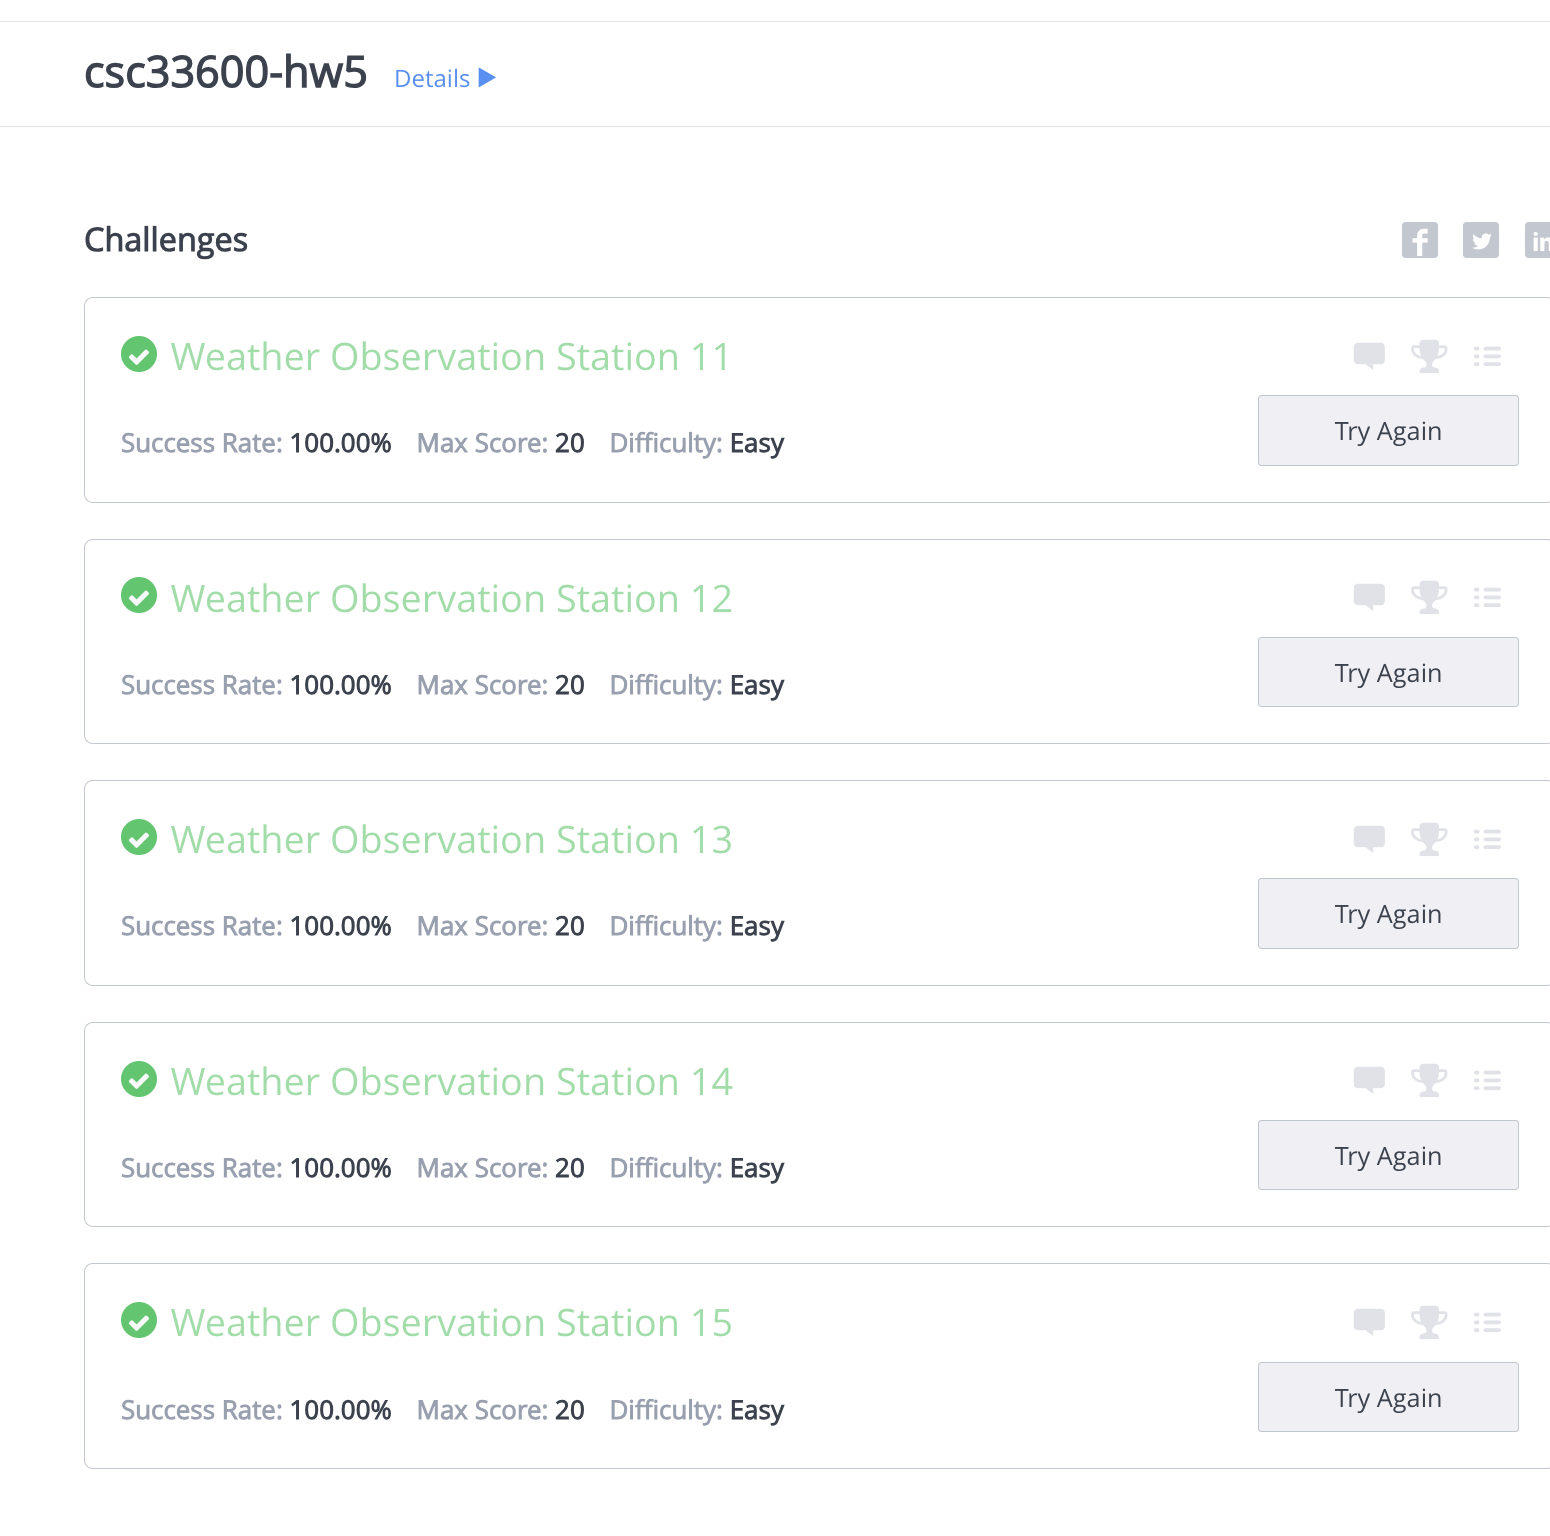 csc33600-hw5 Details ▶
Challenges
Weather Observation Station 11
Success Rate: 100.00% Max Score: 20 Difficulty: Easy
Try Again
Weather Observation Station 12
Success Rate: 100.00% Max Score: 20 Difficulty: Easy
Try Again
Weather Observation Station 13
Success Rate: 100.00% Max Score: 20 Difficulty: Easy
Try Again
Weather Observation Station 14
Success Rate: 100.00% Max Score: 20 Difficulty: Easy
Try Again
Weather Observation Station 15
Success Rate: 100.00% Max Score: 20 Difficulty: Easy
Try Again